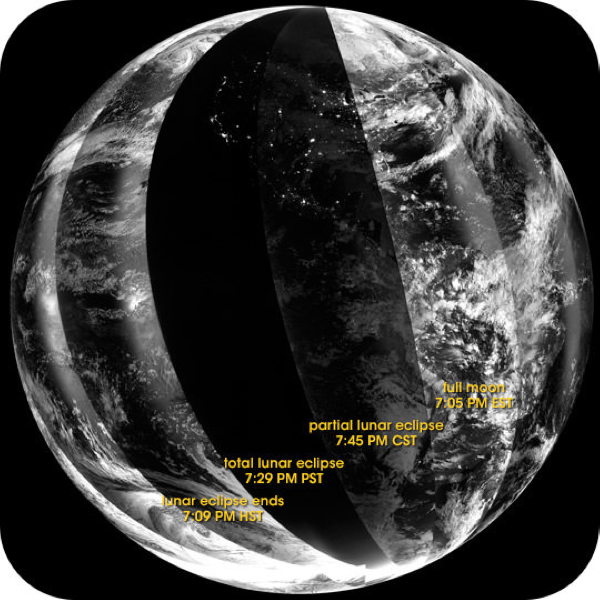 full moon
7:05 PM EST
partial lunar eclipse
7:45 PM CST
total lunar eclipse
7:29 PM PST
lunar eclipse ends
7:09 PM HST